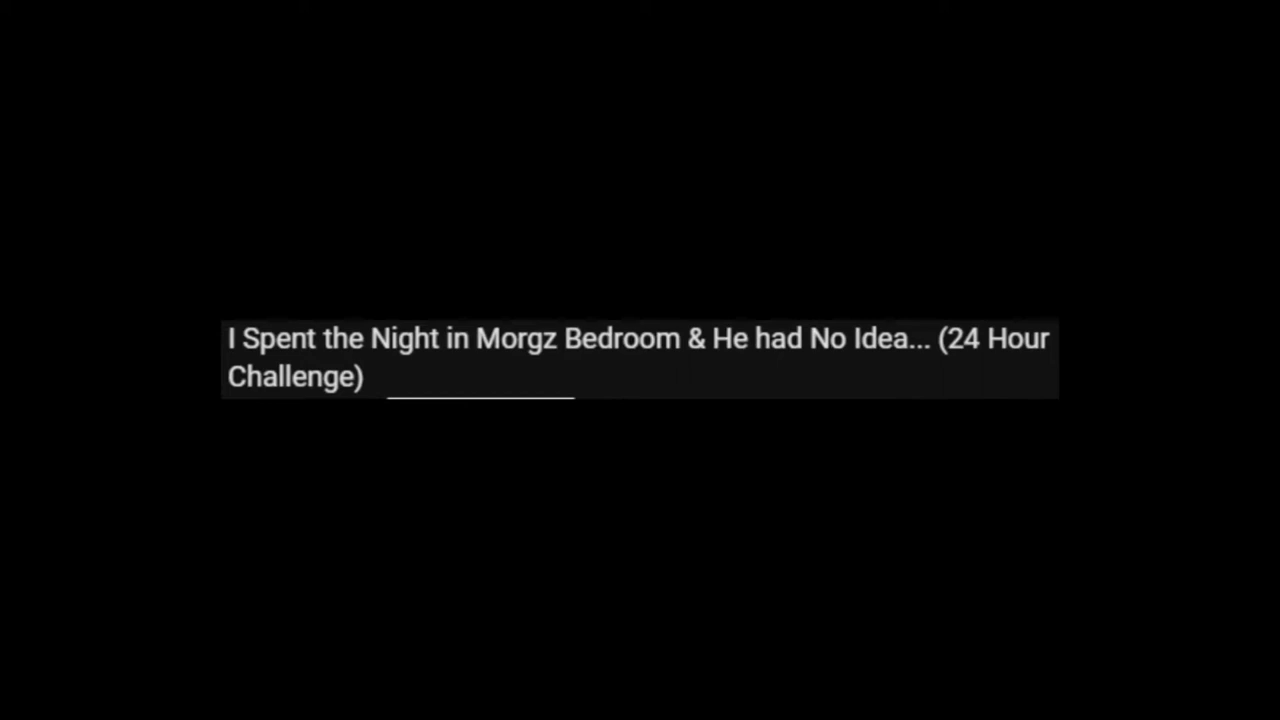 I Spent the Night in Morgz Bedroom & He had No Idea... (24 Hour
Challenge)